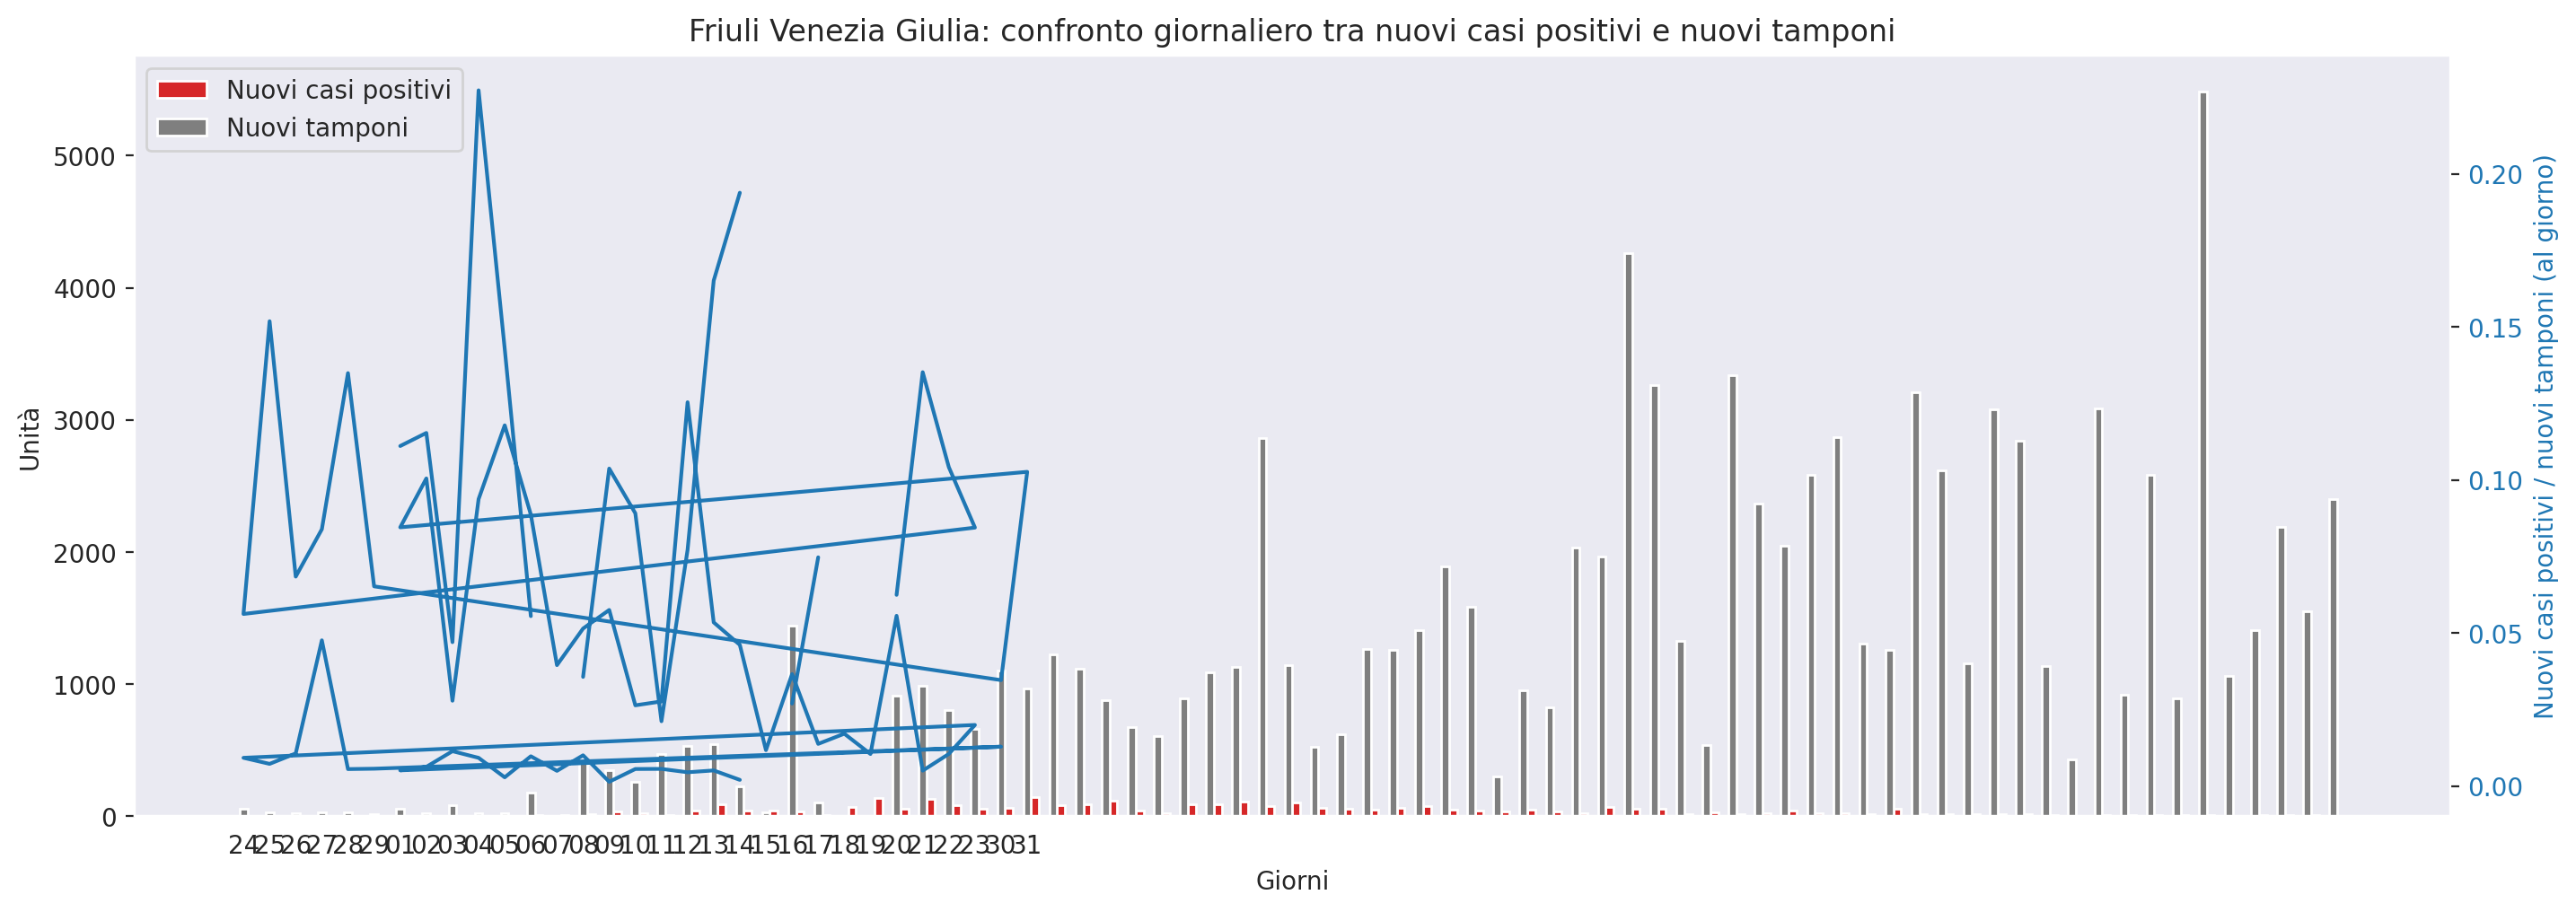 Friuli Venezia Giulia: confronto giornaliero tra nuovi casi positivi e nuovi tamponi
Nuovi casi positivi
Nuovi tamponi
Unità
5000
4000
3000
2000
1000
0
24 25 26 27 28 29 01 02 03 04 05 06 07 08 09 10 11 12 13 14 15 16 17 18 19 20 21 22 23 30 31
Giorni
0.20
0.15
0.10
0.05
0.00
Nuovi casi positivi / nuovi tamponi (al giorno)